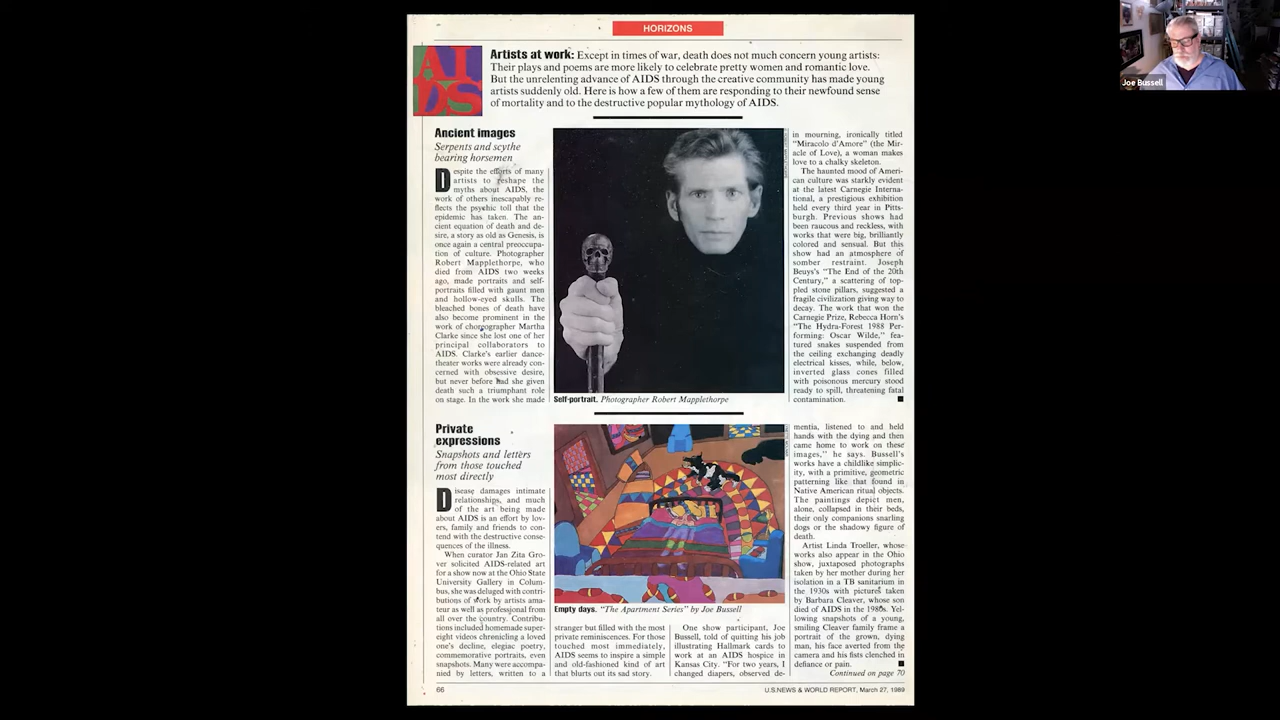 HORIZONS
AIDS
Artists at work: Except in times of war, death does not much concern young artists:
Their plays and poems are more likely to celebrate pretty women and romantic love.
But the unrelenting advance of AIDS through the creative community has made young
artists suddenly old. Here is how a few of them are responding to their newfound sense
of mortality and to the destructive popular mythology of AIDS.
Ancient images
Serpents and scythe
bearing horsemen
Despite the efforts of many
artists to reshape the
myths about AIDS, the
work of others inescapably re-
flects the psychic toll that the
epidemic has taken. The an-
cient equation of death and de-
sire, a story as old as Genesis, is
once again a central preoccupa-
tion of culture. Photographer
Robert Mapplethorpe, who
died from AIDS two weeks
ago, made portraits and self-
portraits filled with gaunt men
and hollow-eyed skulls. The
bleached bones of death have
also become prominent in the
work of choreographer Martha
Clarke since she lost one of her
principal collaborators to
AIDS. Clarke's earlier dance-
theater works were already con-
cerned with obsessive desire,
but never before had she given
death such a triumphant role
on stage. In the work she made
Self-portrait. Photographer Robert Mapplethorpe
in mourning, ironically titled
"Miracolo d'Amore" (the Mir-
acle of Love), a woman makes
love to a chalky skeleton.
The haunted mood of Ameri-
can culture was starkly evident
at the latest Carnegie Interna-
tional, a prestigious exhibition
held every third year in Pitts-
burgh. Previous shows had
been raucous and reckless, with
works that were big, brilliantly
colored and sensual. But this
show had an atmosphere of
somber restraint. Joseph
Beuys's "The End of the 20th
Century," a scattering of top-
pled stone pillars, suggested a
fragile civilization giving way to
decay. The work that won the
Carnegie Prize, Rebecca Horn's
"The Hydra-Forest 1988 Per-
forming: Oscar Wilde," fea-
tured snakes suspended from
the ceiling exchanging deadly
electrical kisses, while, below,
inverted glass cones filled
with poisonous mercury stood
ready to spill, threatening fatal
contamination.
Private
expressions
Snapshots and letters
from those touched
most directly
Disease damages intimate
relationships, and much
of the art being made
about AIDS is an effort by lov-
ers, family and friends to con-
tend with the destructive conse-
quences of the illness.
When curator Jan Zita Gro-
ver solicited AIDS-related art
for a show now at the Ohio State
University Gallery in Colum-
bus, she was deluged with contri-
butions of work by artists ama-
teur as well as professional from
all over the country. Contribu-
tions included homemade super-
eight videos chronicling a loved
one's decline, elegiac poetry,
commemorative portraits, even
snapshots. Many were accompa-
nied by letters, written to a
Empty days. "The Apartment Series" by Joe Bussell
stranger but filled with the most
private reminiscences. For those
touched most immediately,
AIDS seems to inspire a simple
and old-fashioned kind of art
that blurts out its sad story.
One show participant, Joe
Bussell, told of quitting his job
illustrating Hallmark cards to
work at an AIDS hospice in
Kansas City. "For two years, I
changed diapers, observed de-
mentia, listened to and held
hands with the dying and then
came home to work on these
images," he says. Bussell's
works have a childlike simplic-
ity, with a primitive, geometric
patterning like that found in
Native American ritual objects.
The paintings depict men,
alone, collapsed in their beds,
their only companions snarling
dogs or the shadowy figure of
death.
Artist Linda Troeller, whose
works also appear in the Ohio
show, juxtaposed photographs
taken by her mother during her
isolation in a TB sanitarium in
the 1930s with pictures taken
by Barbara Cleaver, whose son
died of AIDS in the 1980s. Yel-
lowing snapshots of a young,
smiling Cleaver family frame a
portrait of the grown, dying
man, his face averted from the
camera and his fists clenched in
defiance or pain.
Continued on page 70
66
U.S.NEWS & WORLD REPORT, March 27, 1989
Joe Bussell